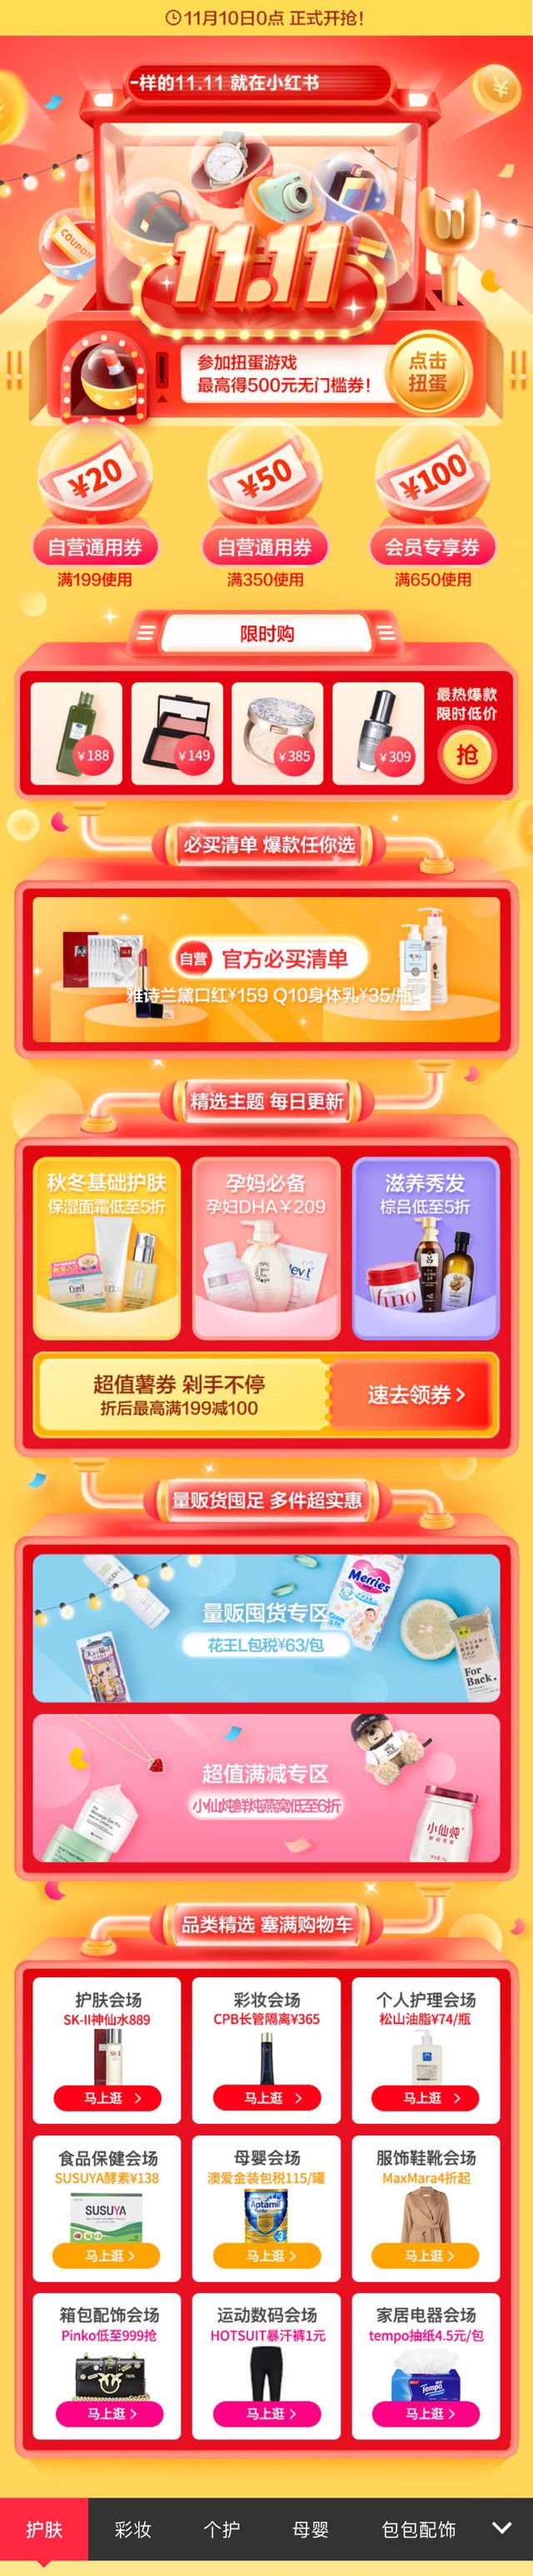 11月10日0点 正式开抢！
一样的11.11 就在小红书
COUPON
11.11
参加扭蛋游戏
最高得500元无门槛券！
点击
扭蛋
¥20
¥50
¥100
自营通用券
自营通用券
会员专享券
满199使用
满350使用
满650使用
限时购
¥188
¥149
¥385
¥309
最热爆款
限时低价
抢
必买清单 爆款任你选
自营 官方必买清单
雅诗兰黛口红¥159 Q10身体乳¥35/瓶
精选主题 每日更新
秋冬基础护肤
保湿面霜低至5折
孕妈必备
孕妇DHA¥209
滋养秀发
棕吕低至5折
Curél
fino
超值薯券 剁手不停
折后最高满199减100
速去领券>
量贩货囤足 多件超实惠
Merries
量贩囤货专区
花王L包税¥63/包
For
Back.
超值满减专区
小仙炖鲜炖燕窝低至6折
小仙炖
品类精选 塞满购物车
护肤会场
SK-II神仙水889
马上逛 >
彩妆会场
CPB长管隔离¥365
马上逛 >
个人护理会场
松山油脂¥74/瓶
马上逛 >
食品保健会场
SUSUYA酵素¥138
SUSUYA
马上逛 >
母婴会场
澳爱金装包税115/罐
Aptamil
马上逛 >
服饰鞋靴会场
MaxMara4折起
马上逛 >
箱包配饰会场
Pinko低至999抢
马上逛 >
运动数码会场
HOTSUIT暴汗裤1元
马上逛 >
家居电器会场
tempo抽纸4.5元/包
Tempo
马上逛 >
护肤
彩妆
个护
母婴
包包配饰